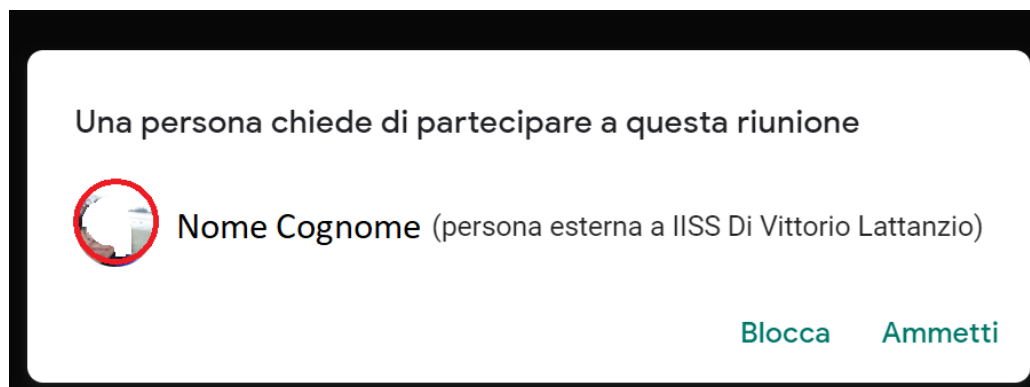 Una persona chiede di partecipare a questa riunione
Nome Cognome (persona esterna a IISS Di Vittorio Lattanzio)
Blocca Ammetti